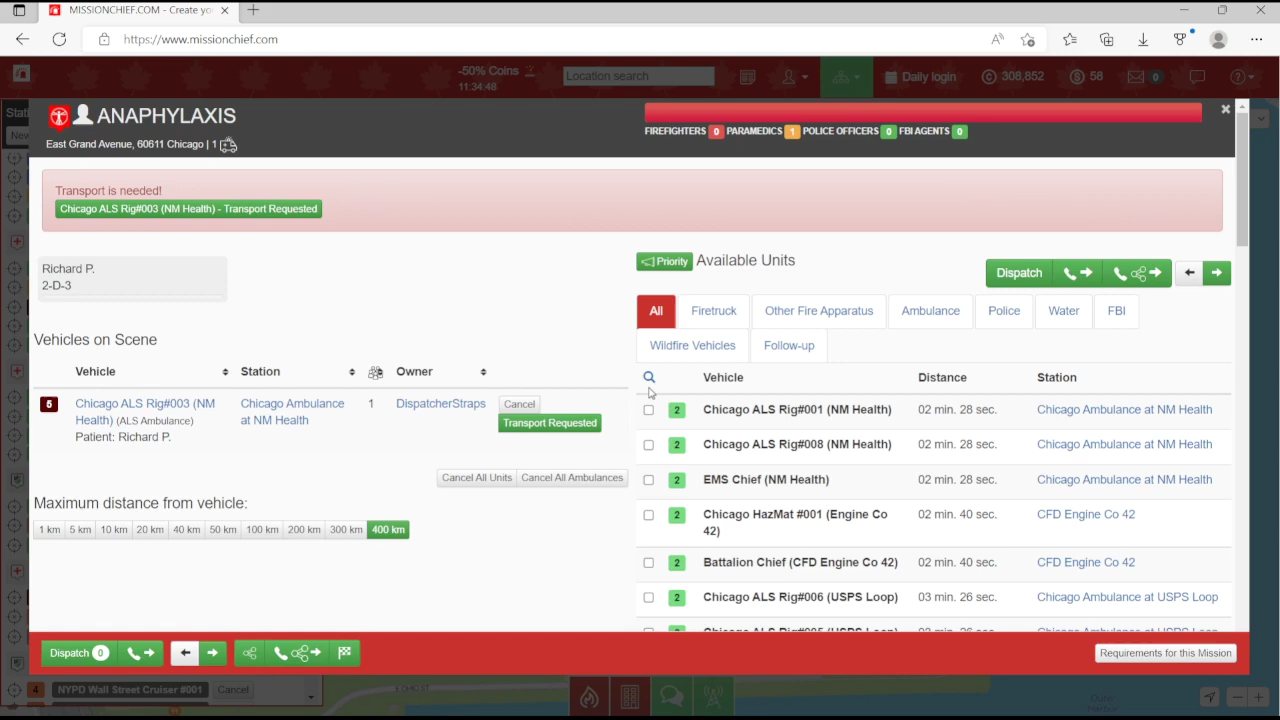 MISSIONCHIEF.COM - Create yo
https://www.missionchief.com
-50% Coins
11:34:48
Location search
Daily login
308,852
58
0
ANAPHYLAXIS
East Grand Avenue, 60611 Chicago | 1
FIREFIGHTERS 0 PARAMEDICS 1 POLICE OFFICERS 0 FBI AGENTS 0
Transport is needed!
Chicago ALS Rig#003 (NM Health) - Transport Requested
Richard P.
2-D-3
Vehicles on Scene
Vehicle Station Owner
5 Chicago ALS Rig#003 (NM Health) (ALS Ambulance) Chicago Ambulance at NM Health 1 DispatcherStraps Cancel
Patient: Richard P. Transport Requested
Cancel All Units Cancel All Ambulances
Maximum distance from vehicle:
1 km 5 km 10 km 20 km 40 km 50 km 100 km 200 km 300 km 400 km
Priority Available Units
Dispatch
All Firetruck Other Fire Apparatus Ambulance Police Water FBI
Wildfire Vehicles Follow-up
Vehicle Distance Station
2 Chicago ALS Rig#001 (NM Health) 02 min. 28 sec. Chicago Ambulance at NM Health
2 Chicago ALS Rig#008 (NM Health) 02 min. 28 sec. Chicago Ambulance at NM Health
2 EMS Chief (NM Health) 02 min. 28 sec. Chicago Ambulance at NM Health
2 Chicago HazMat #001 (Engine Co 42) 02 min. 40 sec. CFD Engine Co 42
2 Battalion Chief (CFD Engine Co 42) 02 min. 40 sec. CFD Engine Co 42
2 Chicago ALS Rig#006 (USPS Loop) 03 min. 26 sec. Chicago Ambulance at USPS Loop
Dispatch 0
Requirements for this Mission
4 NYPD Wall Street Cruiser #001 Cancel